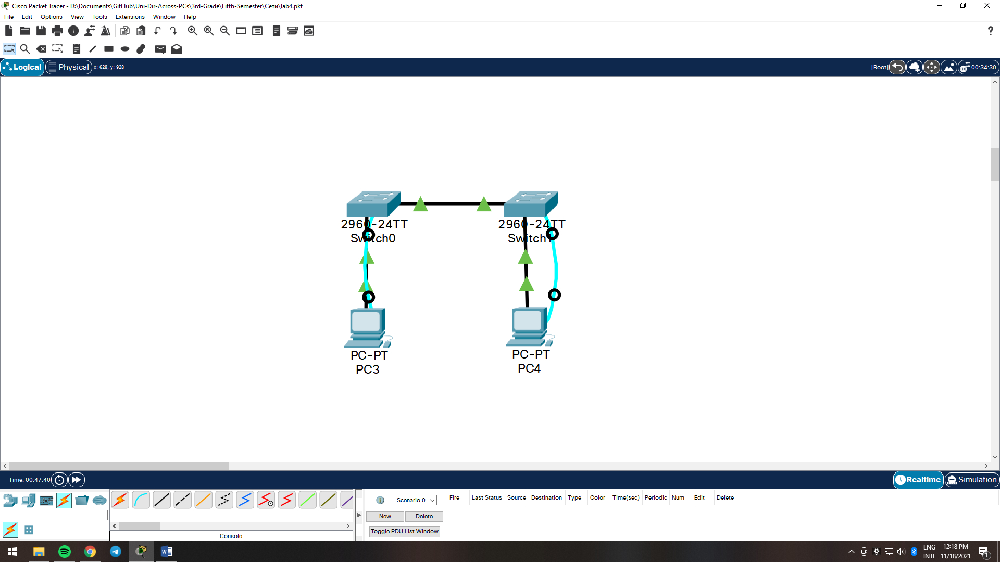 Cisco Packet Tracer - D:\Documents\GitHub\Uni-Dir-Across-PCs\3rd-Grade\Fifth-Semester\Сети\lab4.pkt
File Edit Options View Tools Extensions Window Help
Logical Physical x: 628, y: 928 [Root] 00:34:30
2960-24TT
Switch0
2960-24TT
Switch1
PC-PT
PC3
PC-PT
PC4
Time: 00:47:40 Realtime Simulation
Scenario 0
New Delete
Toggle PDU List Window
Fire Last Status Source Destination Type Color Time(sec) Periodic Num Edit Delete
Console
ENG
INTL
12:18 PM
11/18/2021
1